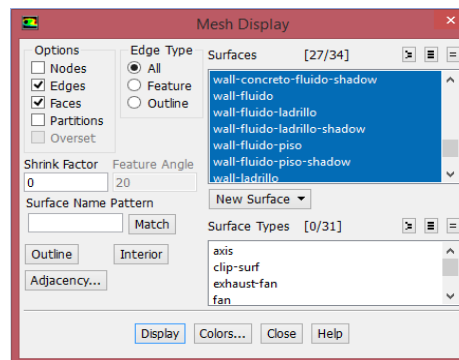 Mesh Display
Options
Nodes
Edges
Faces
Partitions
Overset
Edge Type
All
Feature
Outline
Shrink Factor
0
Feature Angle
20
Surface Name Pattern
Match
Outline
Interior
Adjacency...
Surfaces [27/34]
wall-concreto-fluido-shadow
wall-fluido
wall-fluido-ladrillo
wall-fluido-ladrillo-shadow
wall-fluido-piso
wall-fluido-piso-shadow
wall-ladrillo
New Surface
Surface Types [0/31]
axis
clip-surf
exhaust-fan
fan
Display
Colors...
Close
Help